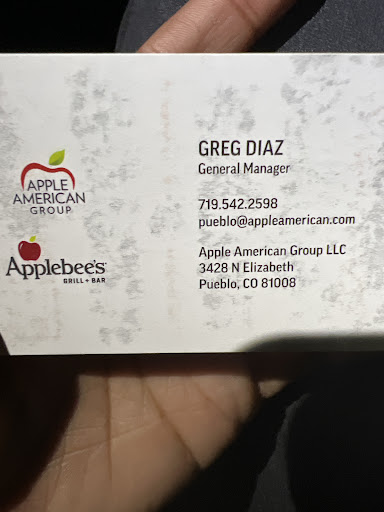 APPLE
AMERICAN
GROUP
Applebee's
GRILL + BAR
GREG DIAZ
General Manager
719.542.2598
pueblo@appleamerican.com
Apple American Group LLC
3428 N Elizabeth
Pueblo, CO 81008